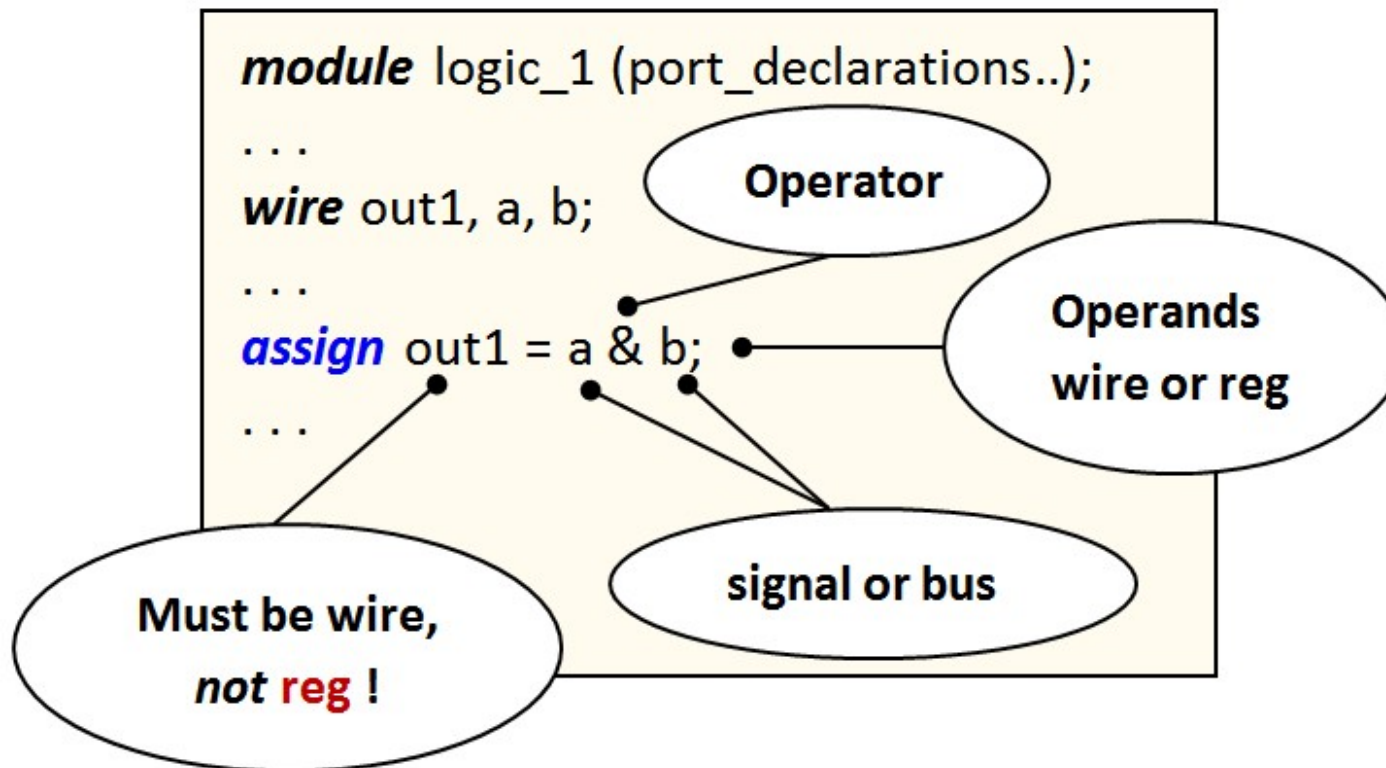 module logic_1 (port_declarations..);
. . .
Operator
wire out1, a, b;
. . .
Operands
wire or reg
assign out1 = a & b;
. . .
signal or bus
Must be wire,
not reg !